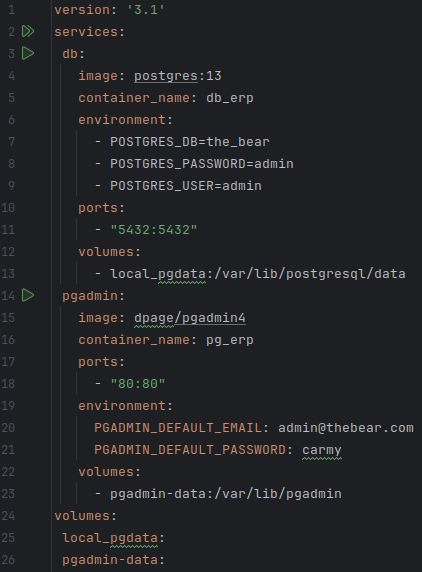 1 version: '3.1'
2 services:
3  db:
4   image: postgres:13
5   container_name: db_erp
6   environment:
7     - POSTGRES_DB=the_bear
8     - POSTGRES_PASSWORD=admin
9     - POSTGRES_USER=admin
10   ports:
11     - "5432:5432"
12   volumes:
13     - local_pgdata:/var/lib/postgresql/data
14  pgadmin:
15   image: dpage/pgadmin4
16   container_name: pg_erp
17   ports:
18     - "80:80"
19   environment:
20     PGADMIN_DEFAULT_EMAIL: admin@thebear.com
21     PGADMIN_DEFAULT_PASSWORD: carmy
22   volumes:
23     - pgadmin-data:/var/lib/pgadmin
24 volumes:
25  local_pgdata:
26  pgadmin-data: